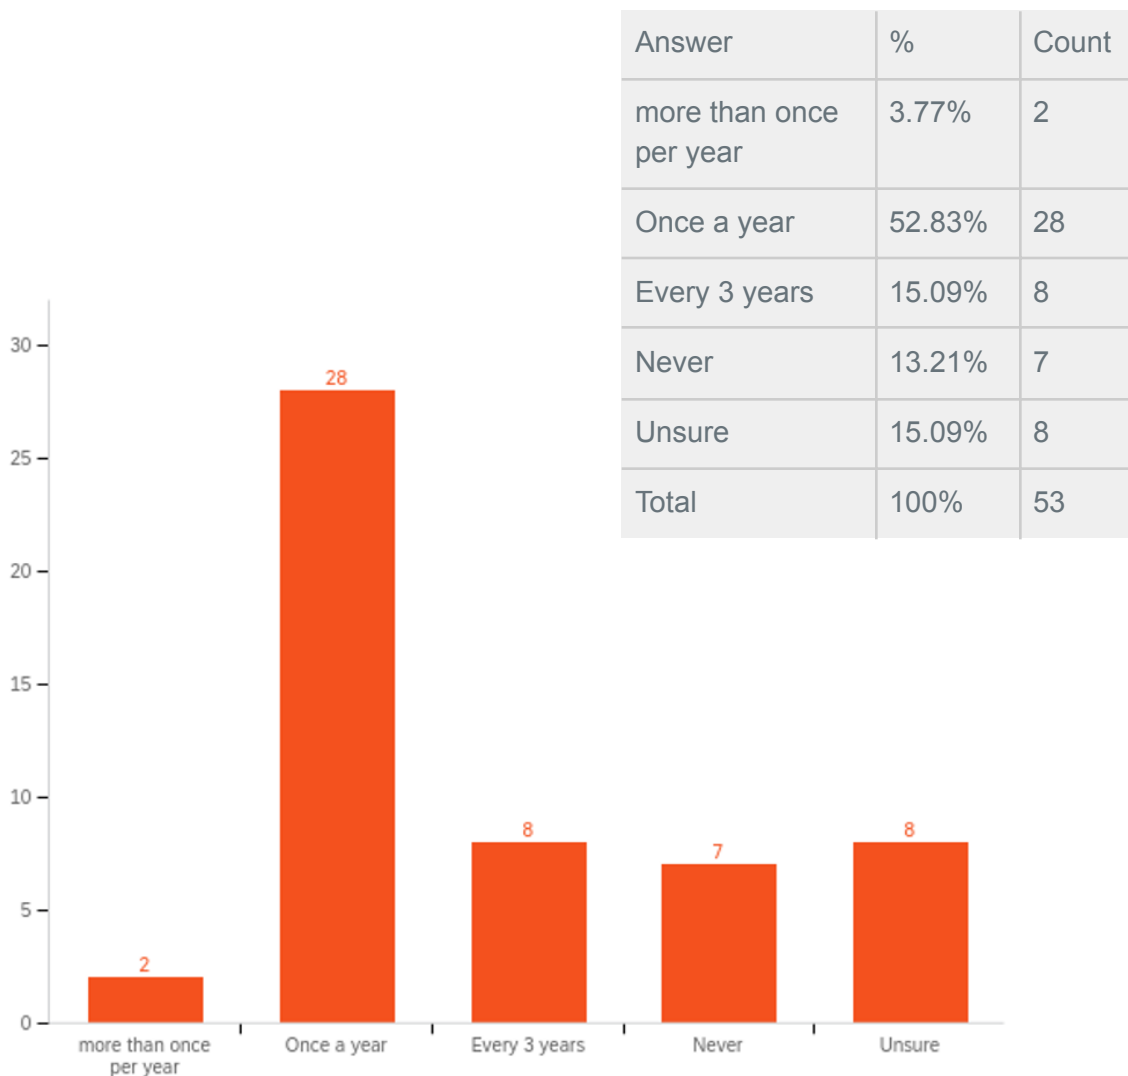 Answer % Count
more than once per year 3.77% 2
Once a year 52.83% 28
Every 3 years 15.09% 8
Never 13.21% 7
Unsure 15.09% 8
Total 100% 53
30
25
20
15
10
5
0
2
28
8
7
8
more than once
per year
Once a year
Every 3 years
Never
Unsure